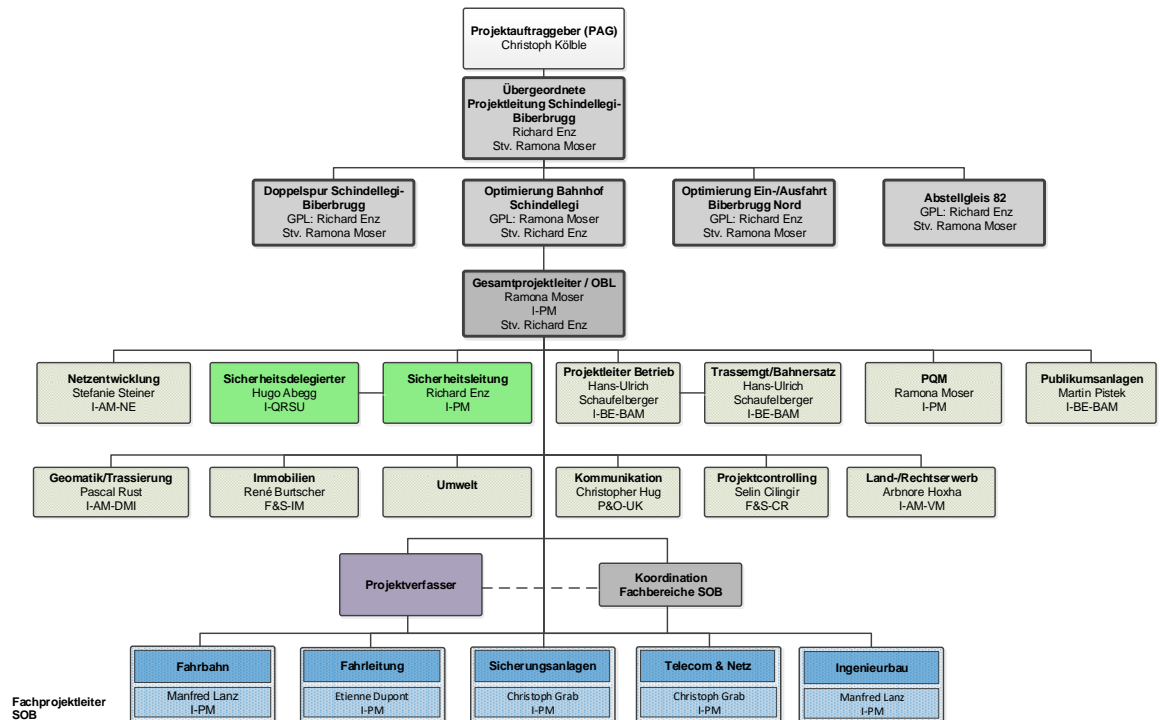 Projektauftraggeber (PAG)
Christoph Kölble
Übergeordnete
Projektleitung Schindellegi-
Biberbrugg
Richard Enz
Stv. Ramona Moser
Doppelspur Schindellegi-
Biberbrugg
GPL: Richard Enz
Stv. Ramona Moser
Optimierung Bahnhof
Schindellegi
GPL: Ramona Moser
Stv. Richard Enz
Optimierung Ein-/Ausfahrt
Biberbrugg Nord
GPL: Richard Enz
Stv. Ramona Moser
Abstellgleis 82
GPL: Richard Enz
Stv. Ramona Moser
Gesamtprojektleiter / OBL
Ramona Moser
I-PM
Stv. Richard Enz
Netzentwicklung
Stefanie Steiner
I-AM-NE
Sicherheitsdelegierter
Hugo Abegg
I-QRSU
Sicherheitsleitung
Richard Enz
I-PM
Projektleiter Betrieb
Hans-Ulrich
Schaufelberger
I-BE-BAM
Trassemgt/Bahnersatz
Hans-Ulrich
Schaufelberger
I-BE-BAM
PQM
Ramona Moser
I-PM
Publikumsanlagen
Martin Pistek
I-BE-BAM
Geomatik/Trassierung
Pascal Rust
I-AM-DMI
Immobilien
René Burtscher
F&S-IM
Umwelt
Kommunikation
Christopher Hug
P&O-UK
Projektcontrolling
Selin Cilingir
F&S-CR
Land-/Rechtserwerb
Arbnore Hoxha
I-AM-VM
Projektverfasser
Koordination
Fachbereiche SOB
Fahrbahn
Fahrleitung
Sicherungsanlagen
Telecom & Netz
Ingenieurbau
Fachprojektleiter
SOB
Manfred Lanz
I-PM
Etienne Dupont
I-PM
Christoph Grab
I-PM
Christoph Grab
I-PM
Manfred Lanz
I-PM